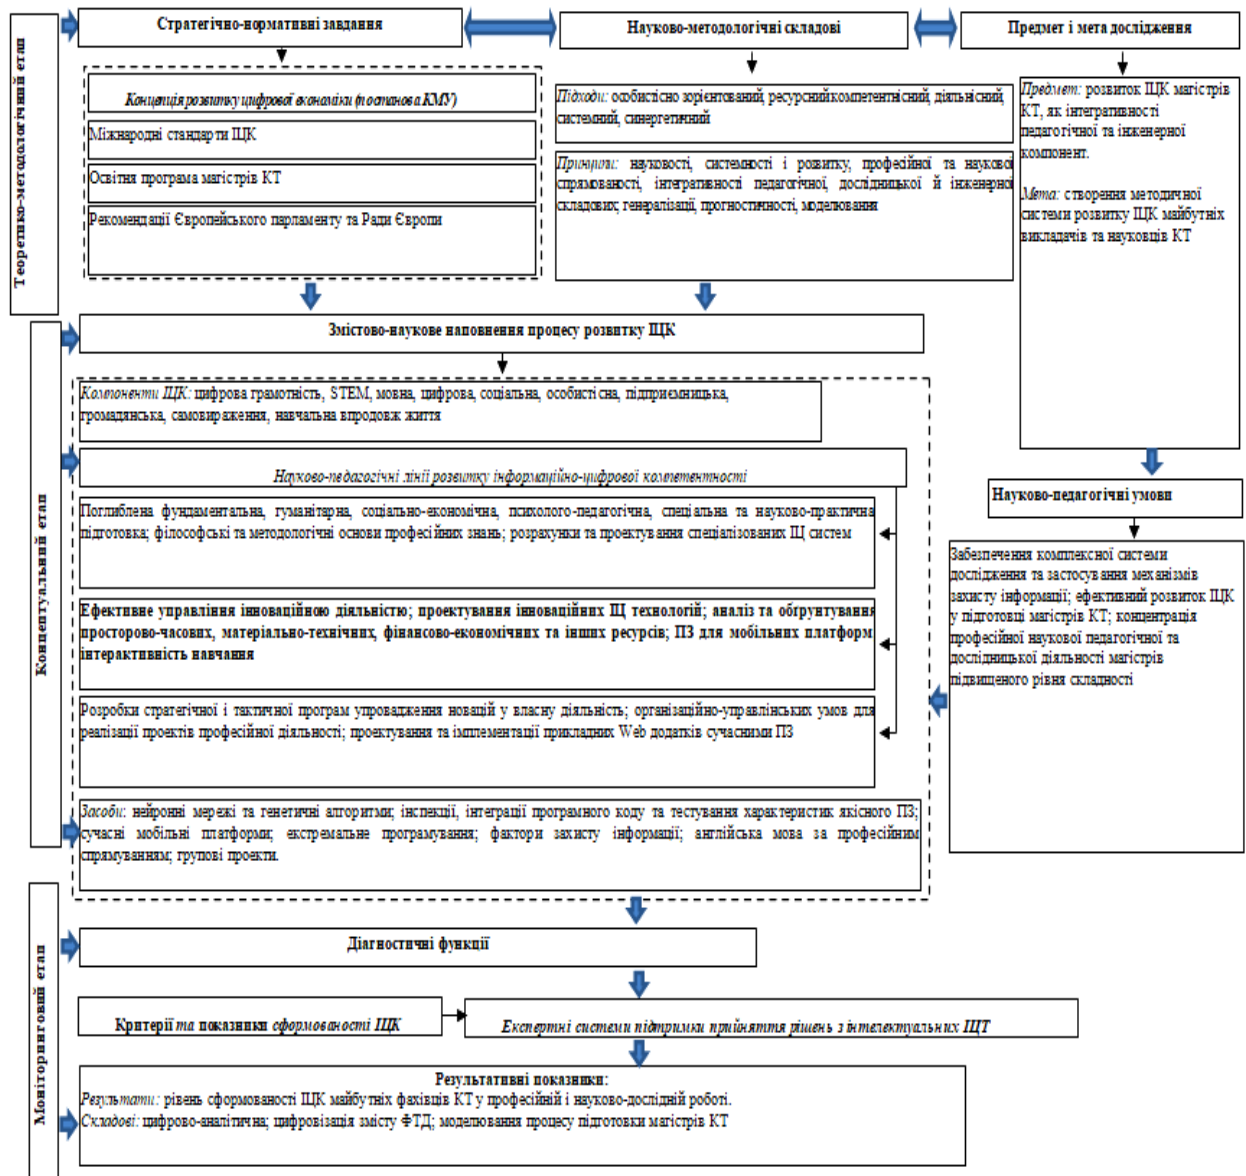 Теоретико-методологічний етап
Стратегічно-нормативні завдання
Науково-методологічні складові
Предмет і мета дослідження
Концепція розвитку цифрової економіки (постанова КМУ)
Міжнародні стандарти ІЦК
Освітня програма магістрів КТ
Рекомендації Європейського парламенту та Ради Європи
Підходи: особистісно зорієнтований, ресурсний компетентнісний, діяльнісний,
системний, синергетичний
Принципи: науковості, системності і розвитку, професійної та наукової
спрямованості, інтегративності педагогічної, дослідницької й інженерної
складових; генералізації, прогностичності, моделювання
Предмет: розвиток ІЦК магістрів
КТ, як інтегративності
педагогічної та інженерної
компонент.
Мета: створення методичної
системи розвитку ІЦК майбутніх
викладачів та науковців КТ
Концептуальний етап
Змістово-наукове наповнення процесу розвитку ІЦК
Компоненти ІЦК: цифрова грамотність, STEM, мовна, цифрова, соціальна, особистісна, підприємницька,
громадянська, самовираження, навчальна впродовж життя
Науково-педагогічні лінії розвитку інформаційно-цифрової компетентності
Поглиблена фундаментальна, гуманітарна, соціально-економічна, психолого-педагогічна, спеціальна та науково-практична
підготовка; філософські та методологічні основи професійних знань; розрахунки та проектування спеціалізованих ІЦ систем
Ефективне управління інноваційною діяльністю; проектування інноваційних ІЦ технологій; аналіз та обґрунтування
просторово-часових, матеріально-технічних, фінансово-економічних та інших ресурсів; ПЗ для мобільних платформ
інтерактивність навчання
Розробки стратегічної і тактичної програм упровадження новацій у власну діяльність; організаційно-управлінських умов для
реалізації проектів професійної діяльності; проектування та імплементації прикладних Web додатків сучасними ПЗ
Засоби: нейронні мережі та генетичні алгоритми; інспекції, інтеграції програмного коду та тестування характеристик якісного ПЗ;
сучасні мобільні платформи; екстремальне програмування; фактори захисту інформації; англійська мова за професійним
спрямуванням; групові проекти.
Науково-педагогічні умови
Забезпечення комплексної системи
дослідження та застосування механізмів
захисту інформації; ефективний розвиток ІЦК
у підготовці магістрів КТ; концентрація
професійної наукової педагогічної та
дослідницької діяльності магістрів
підвищеного рівня складності
Моніторинговий етап
Діагностичні функції
Критерії та показники сформованості ІЦК
Експертні системи підтримки прийняття рішень з інтелектуальних ІЦТ
Результативні показники:
Результати: рівень сформованості ІЦК майбутніх фахівців КТ у професійній і науково-дослідній роботі.
Складові: цифрово-аналітична; цифровізація змісту ФТД; моделювання процесу підготовки магістрів КТ